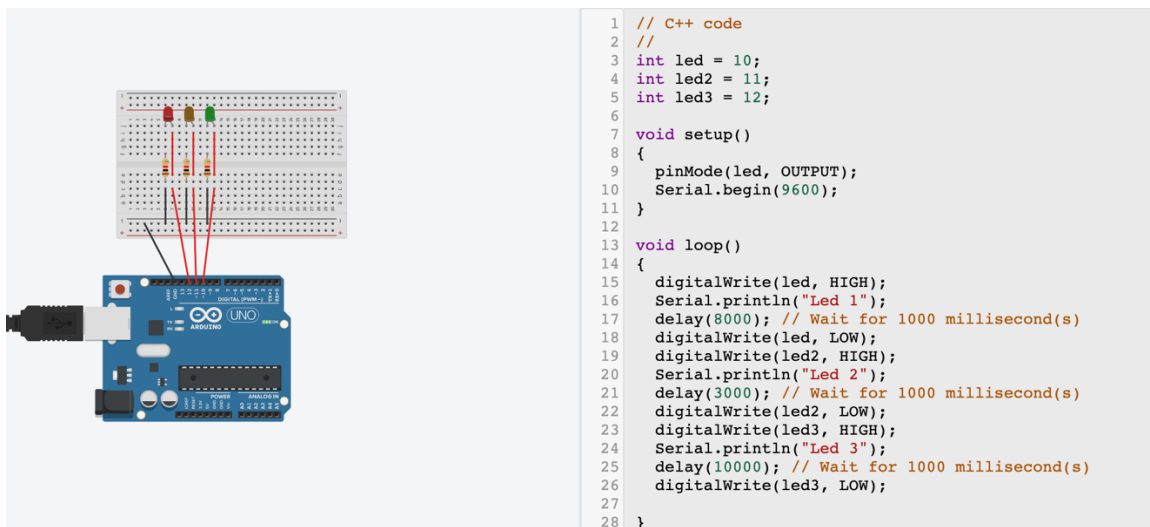 DIGITAL (PWM~)
ARDUINO
UNO
ON
POWER
ANALOG IN
1 // C++ code
2 //
3 int led = 10;
4 int led2 = 11;
5 int led3 = 12;
6
7 void setup()
8 {
9 pinMode(led, OUTPUT);
10 Serial.begin(9600);
11 }
12
13 void loop()
14 {
15 digitalWrite(led, HIGH);
16 Serial.println("Led 1");
17 delay(8000); // Wait for 1000 millisecond(s)
18 digitalWrite(led, LOW);
19 digitalWrite(led2, HIGH);
20 Serial.println("Led 2");
21 delay(3000); // Wait for 1000 millisecond(s)
22 digitalWrite(led2, LOW);
23 digitalWrite(led3, HIGH);
24 Serial.println("Led 3");
25 delay(10000); // Wait for 1000 millisecond(s)
26 digitalWrite(led3, LOW);
27
28 }